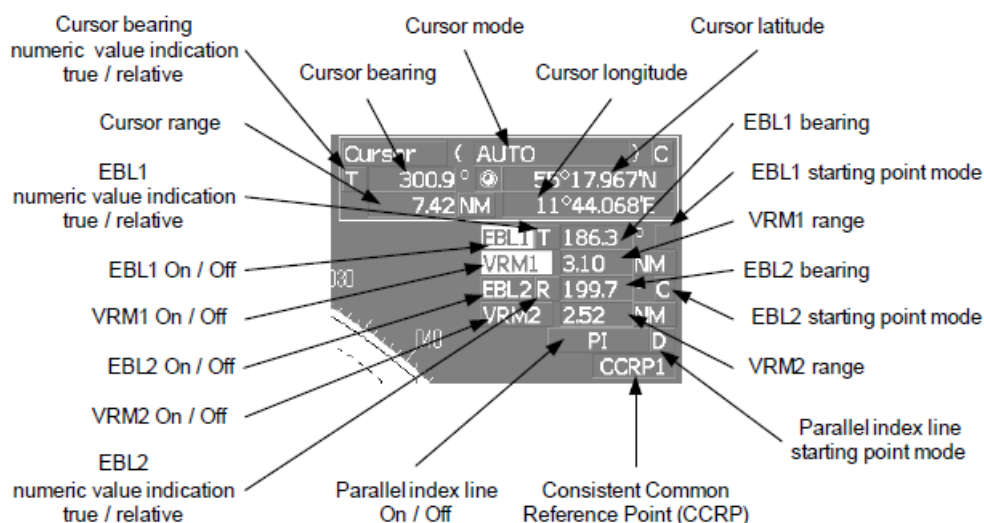 Cursor bearing
numeric value indication
true / relative
Cursor mode
Cursor latitude
Cursor bearing
Cursor longitude
Cursor range
EBL1 bearing
EBL1
numeric value indication
true / relative
EBL1 starting point mode
VRM1 range
EBL1 On / Off
EBL2 bearing
VRM1 On / Off
EBL2 starting point mode
EBL2 On / Off
VRM2 range
VRM2 On / Off
Parallel index line
starting point mode
EBL2
numeric value indication
true / relative
Parallel index line
On / Off
Consistent Common
Reference Point (CCRP)
Cursor ( AUTO ) C
T 300.9 ° 55°17.967'N
7.42 NM 11°44.068'E
EBL1 T 186.3 °
VRM1 3.10 NM
EBL2 R 199.7 ° C
VRM2 2.52 NM
PI D
CCRP1
030
040